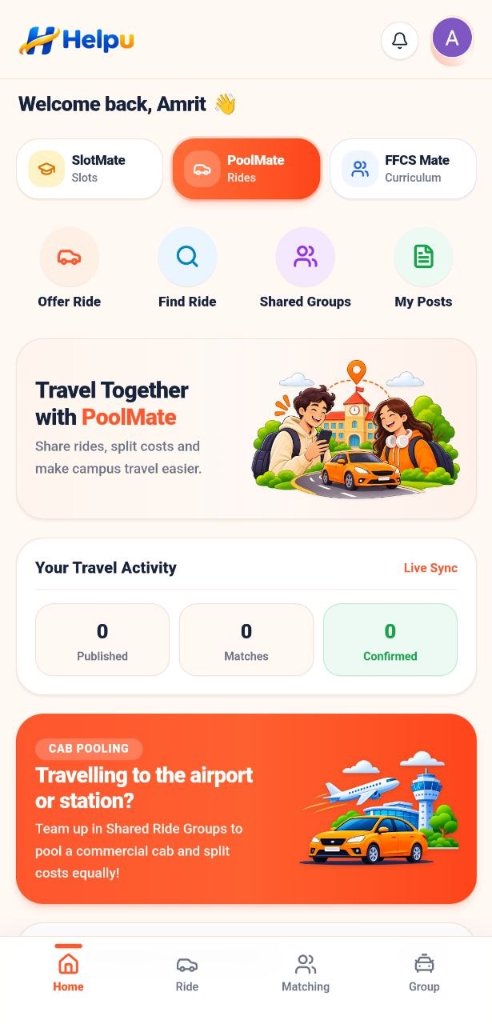 Helpu
A
Welcome back, Amrit 👋
SlotMate
Slots
PoolMate
Rides
FFCS Mate
Curriculum
Offer Ride
Find Ride
Shared Groups
My Posts
Travel Together
with PoolMate
Share rides, split costs and
make campus travel easier.
Your Travel Activity
Live Sync
0
Published
0
Matches
0
Confirmed
CAB POOLING
Travelling to the airport
or station?
Team up in Shared Ride Groups to
pool a commercial cab and split
costs equally!
Home
Ride
Matching
Group